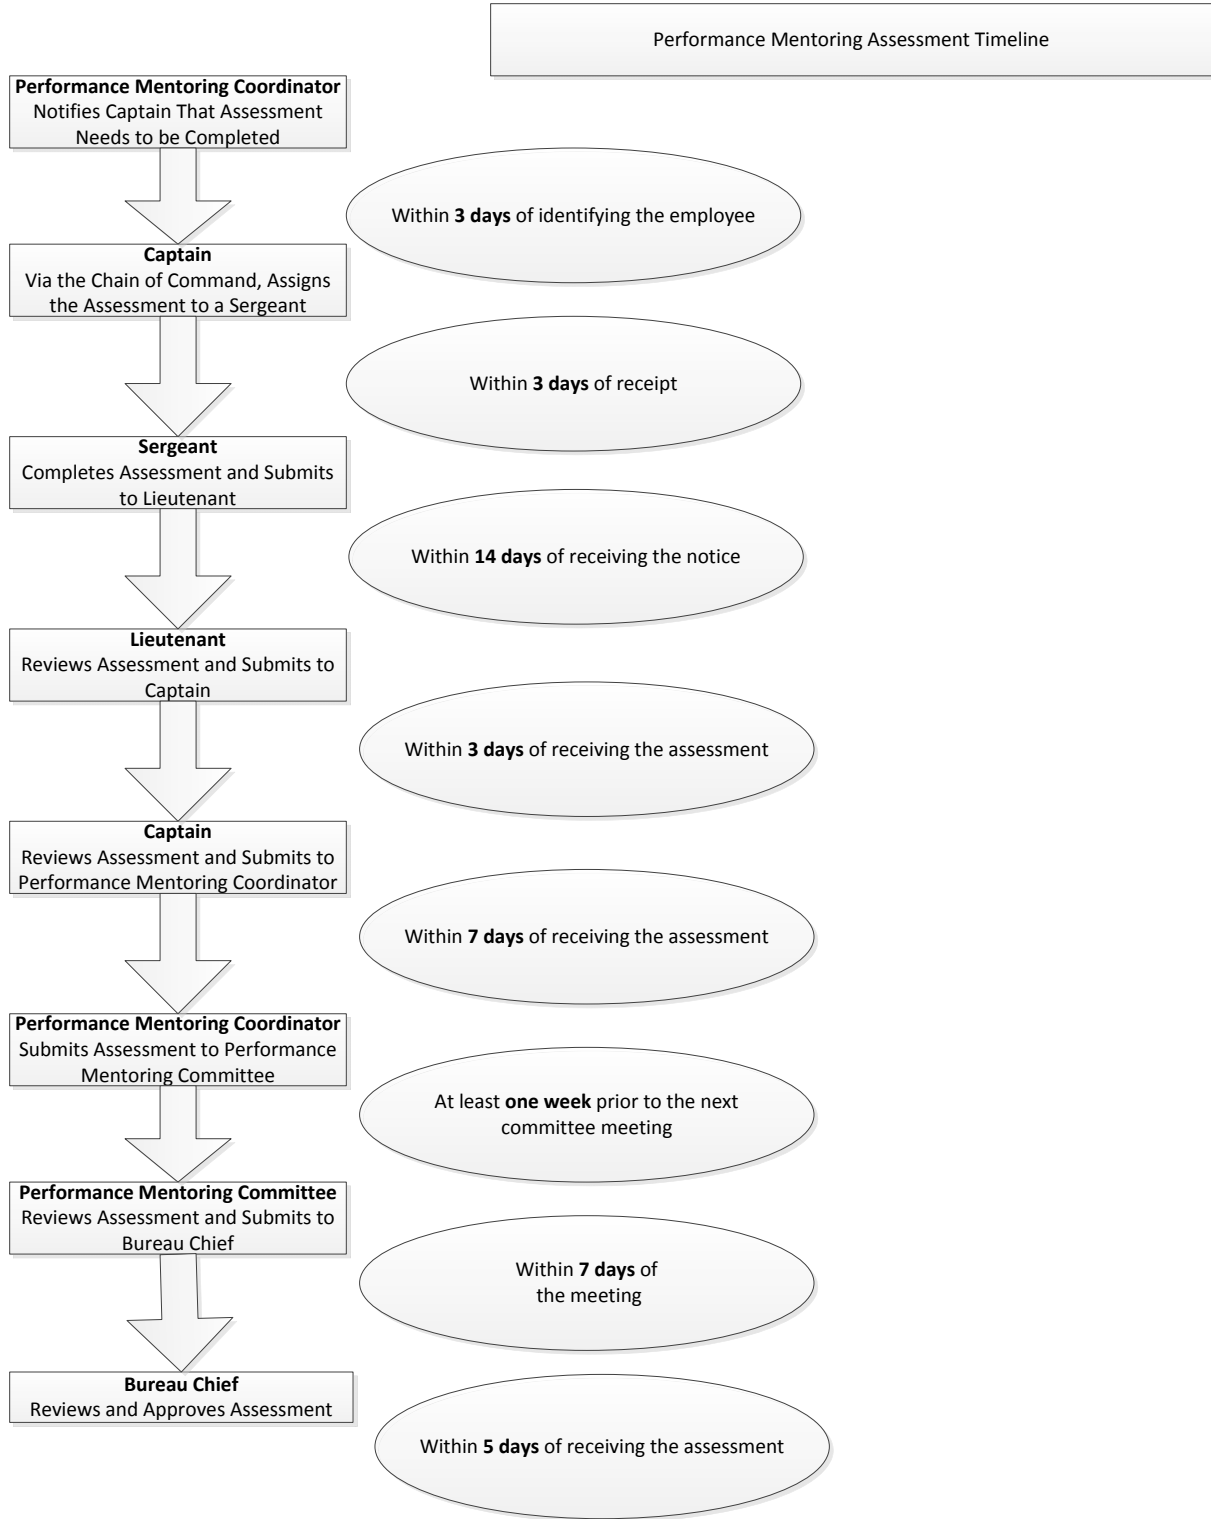 Performance Mentoring Assessment Timeline
Performance Mentoring Coordinator
Notifies Captain That Assessment
Needs to be Completed
Within 3 days of identifying the employee
Captain
Via the Chain of Command, Assigns
the Assessment to a Sergeant
Within 3 days of receipt
Sergeant
Completes Assessment and Submits
to Lieutenant
Within 14 days of receiving the notice
Lieutenant
Reviews Assessment and Submits to
Captain
Within 3 days of receiving the assessment
Captain
Reviews Assessment and Submits to
Performance Mentoring Coordinator
Within 7 days of receiving the assessment
Performance Mentoring Coordinator
Submits Assessment to Performance
Mentoring Committee
At least one week prior to the next
committee meeting
Performance Mentoring Committee
Reviews Assessment and Submits to
Bureau Chief
Within 7 days of
the meeting
Bureau Chief
Reviews and Approves Assessment
Within 5 days of receiving the assessment